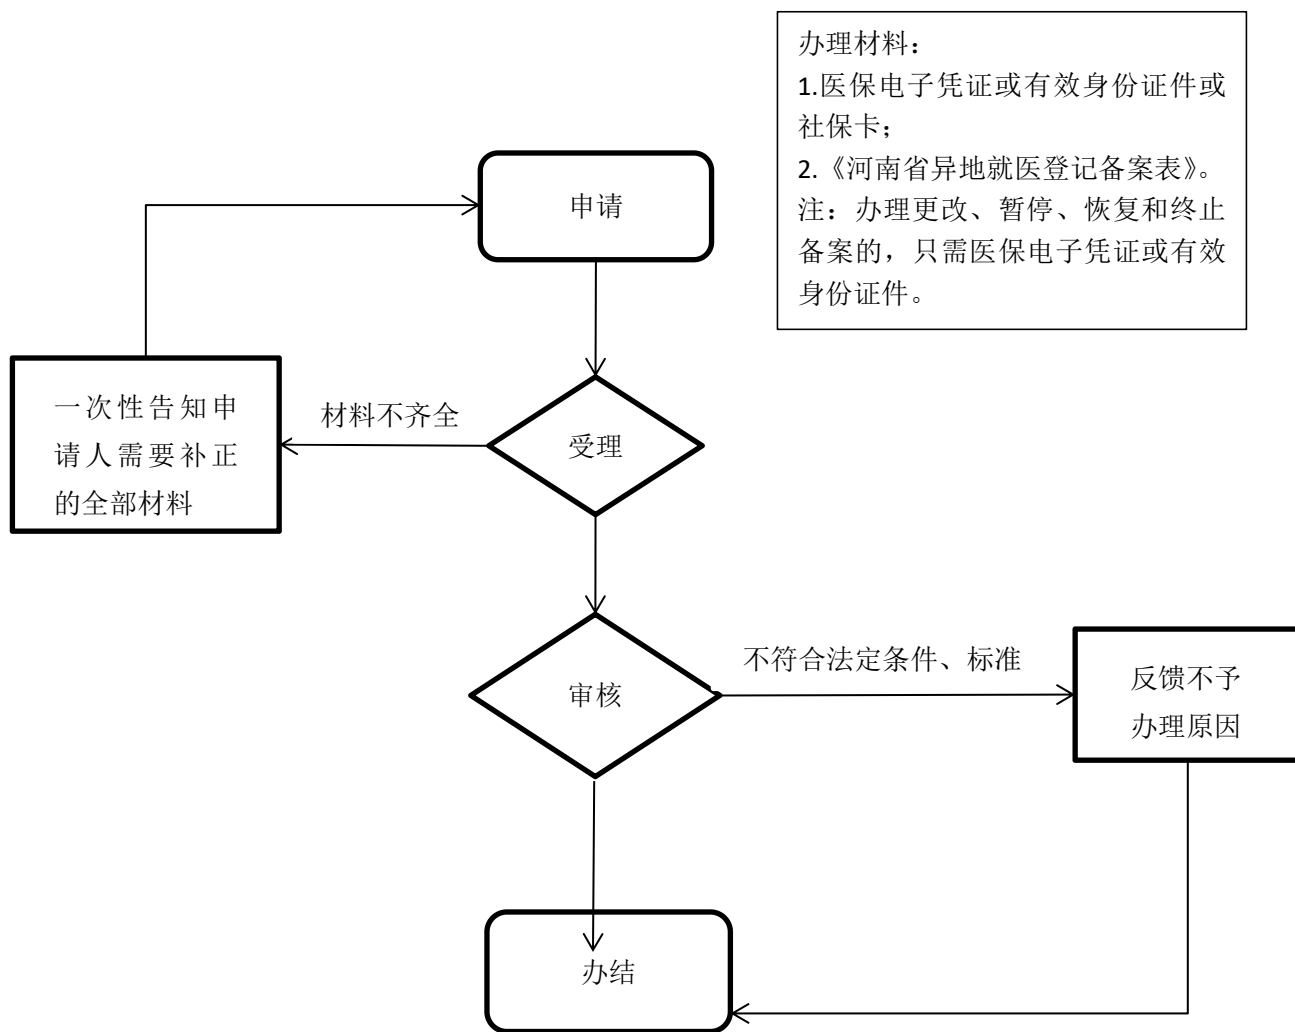 办理材料：
1.医保电子凭证或有效身份证件或
社保卡；
2.《河南省异地就医登记备案表》。
注：办理更改、暂停、恢复和终止
备案的，只需医保电子凭证或有效
身份证件。
申请
一次性告知申
请人需要补正
的全部材料
材料不齐全
受理
审核
不符合法定条件、标准
反馈不予
办理原因
办结